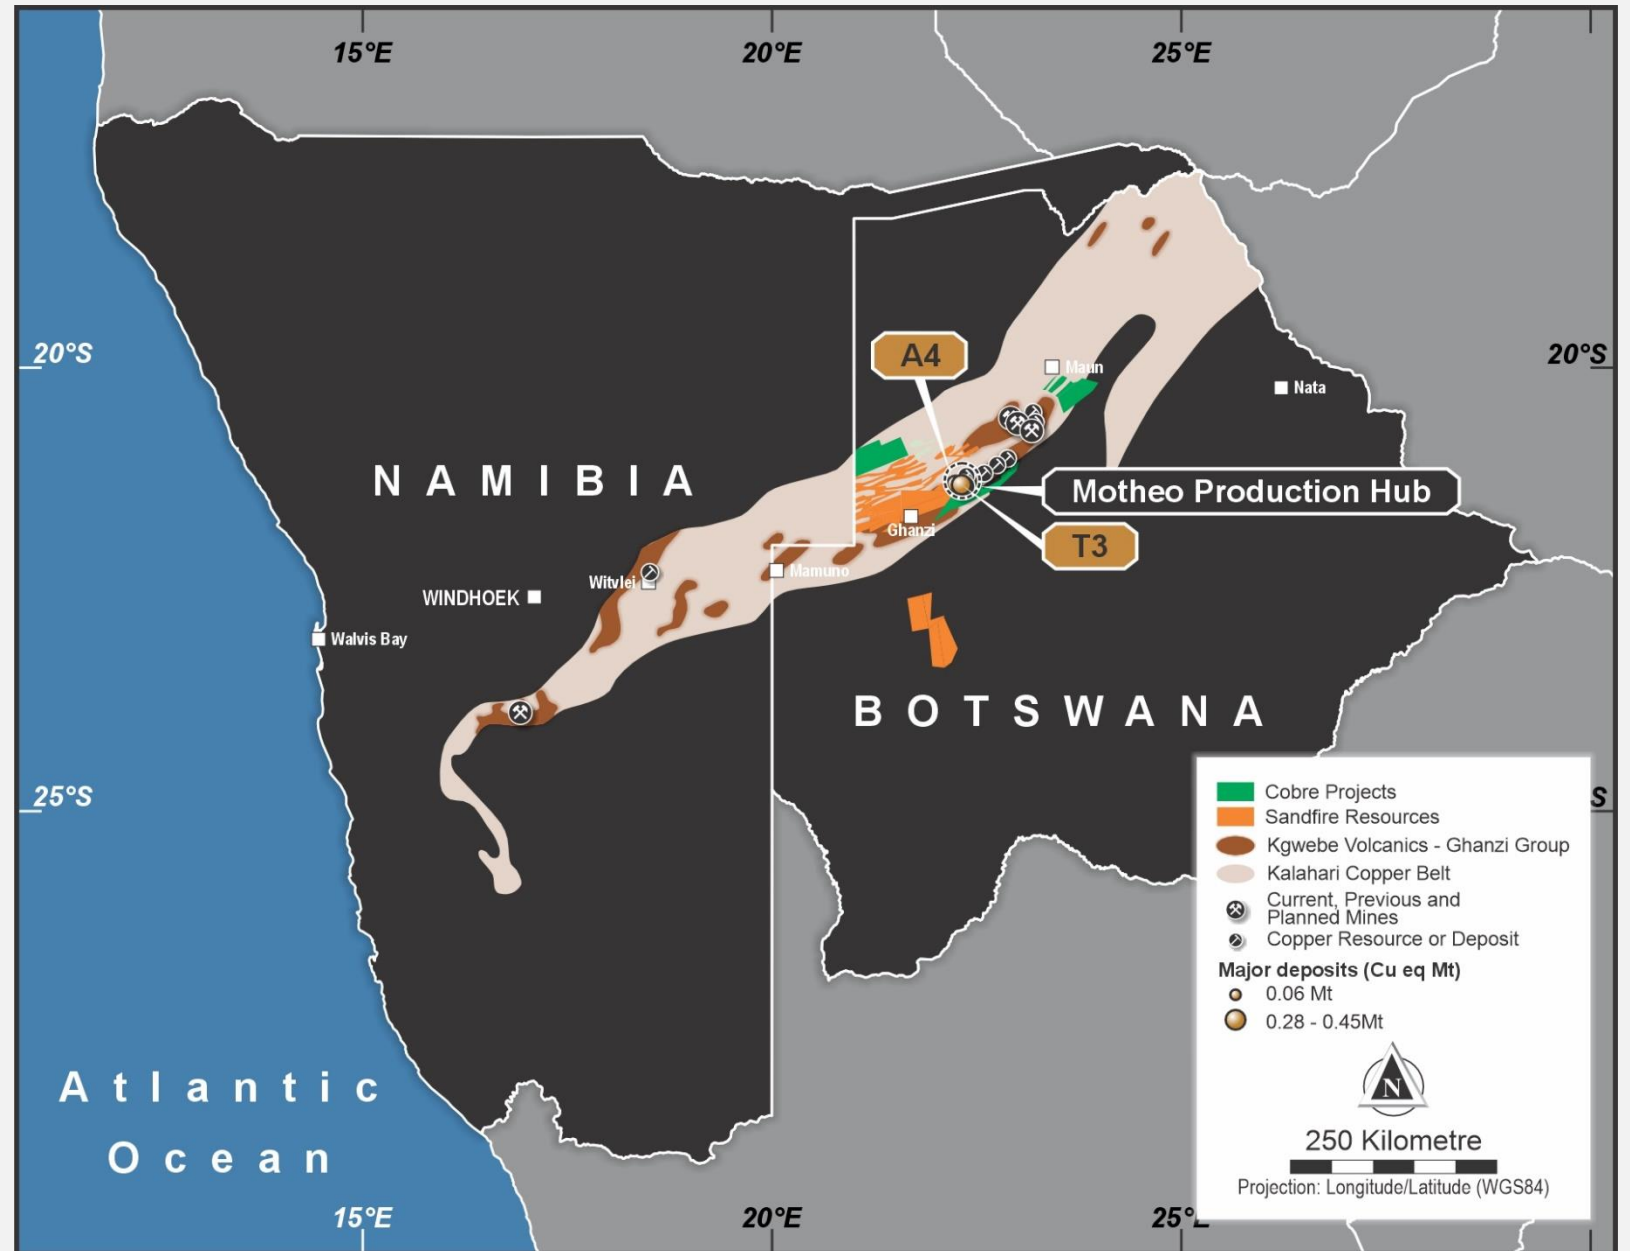 15°E
20°E
25°E
20°S
20°S
A4
Maun
Nata
NAMIBIA
Motheo Production Hub
Ghanzi
T3
Mamuno
Witvlei
WINDHOEK
Walvis Bay
BOTSWANA
25°S
S
Cobre Projects
Sandfire Resources
Kgwebe Volcanics - Ghanzi Group
Kalahari Copper Belt
Current, Previous and
Planned Mines
Copper Resource or Deposit
Major deposits (Cu eq Mt)
0.06 Mt
0.28 - 0.45Mt
N
250 Kilometre
Projection: Longitude/Latitude (WGS84)
Atlantic
Ocean
15°E
20°E
25°E